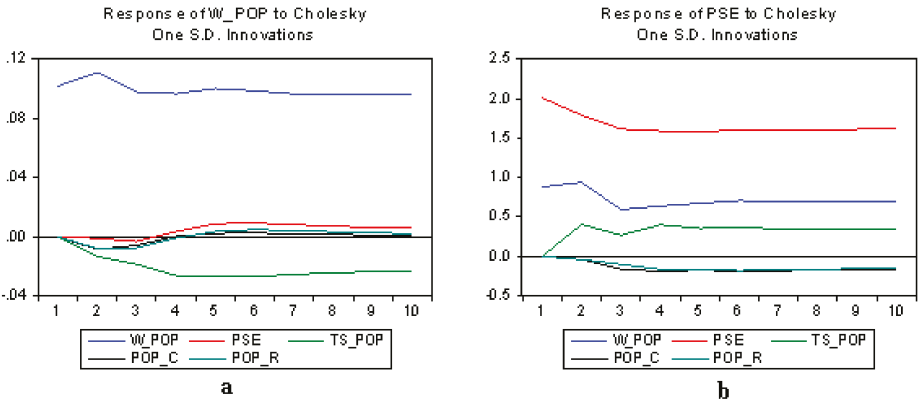 Response of W_POP to Cholesky
One S.D. Innovations
.12
.08
.04
.00
-.04
1 2 3 4 5 6 7 8 9 10
W_POP PSE TS_POP
POP_C POP_R
a
Response of PSE to Cholesky
One S.D. Innovations
2.5
2.0
1.5
1.0
0.5
0.0
-0.5
1 2 3 4 5 6 7 8 9 10
W_POP PSE TS_POP
POP_C POP_R
b